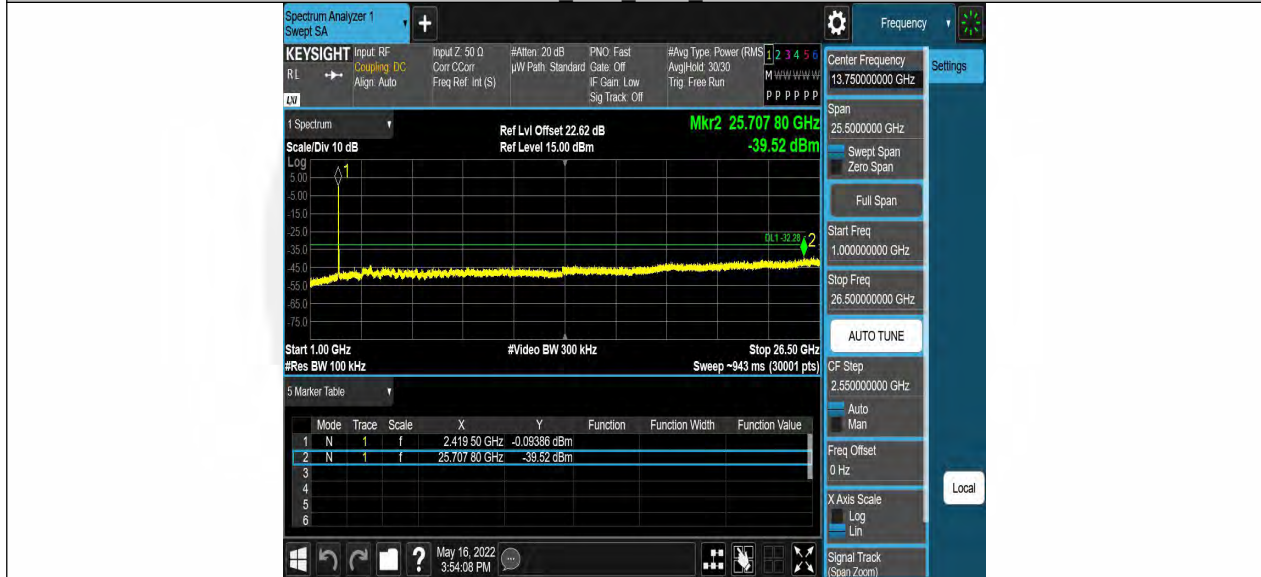 Spectrum Analyzer 1
Swept SA
+
Frequency
KEYSIGHT
RL
LXI
Input: RF
Coupling: DC
Align: Auto
Input Z: 50 Ω
Corr CCorr
Freq Ref: Int (S)
#Atten: 20 dB
µW Path: Standard
PNO: Fast
Gate: Off
IF Gain: Low
Sig Track: Off
#Avg Type: Power (RMS
Avg|Hold: 30/30
Trig: Free Run
1 2 3 4 5 6
M W W W W W
P P P P P P
1 Spectrum
Scale/Div 10 dB
Ref Lvl Offset 22.62 dB
Ref Level 15.00 dBm
Mkr2 25.707 80 GHz
-39.52 dBm
Log
5.00
-5.00
-15.0
-25.0
-35.0
-45.0
-55.0
-65.0
-75.0
1
DL1 -32.28
2
Start 1.00 GHz
#Video BW 300 kHz
Stop 26.50 GHz
#Res BW 100 kHz
Sweep ~943 ms (30001 pts)
5 Marker Table
Mode Trace Scale X Y Function Function Width Function Value
1 N 1 f 2.419 50 GHz -0.09386 dBm
2 N 1 f 25.707 80 GHz -39.52 dBm
3
4
5
6
May 16, 2022
3:54:08 PM
Center Frequency
13.750000000 GHz
Settings
Span
25.5000000 GHz
Swept Span
Zero Span
Full Span
Start Freq
1.000000000 GHz
Stop Freq
26.500000000 GHz
AUTO TUNE
CF Step
2.550000000 GHz
Auto
Man
Freq Offset
0 Hz
X Axis Scale
Log
Lin
Local
Signal Track
(Span Zoom)